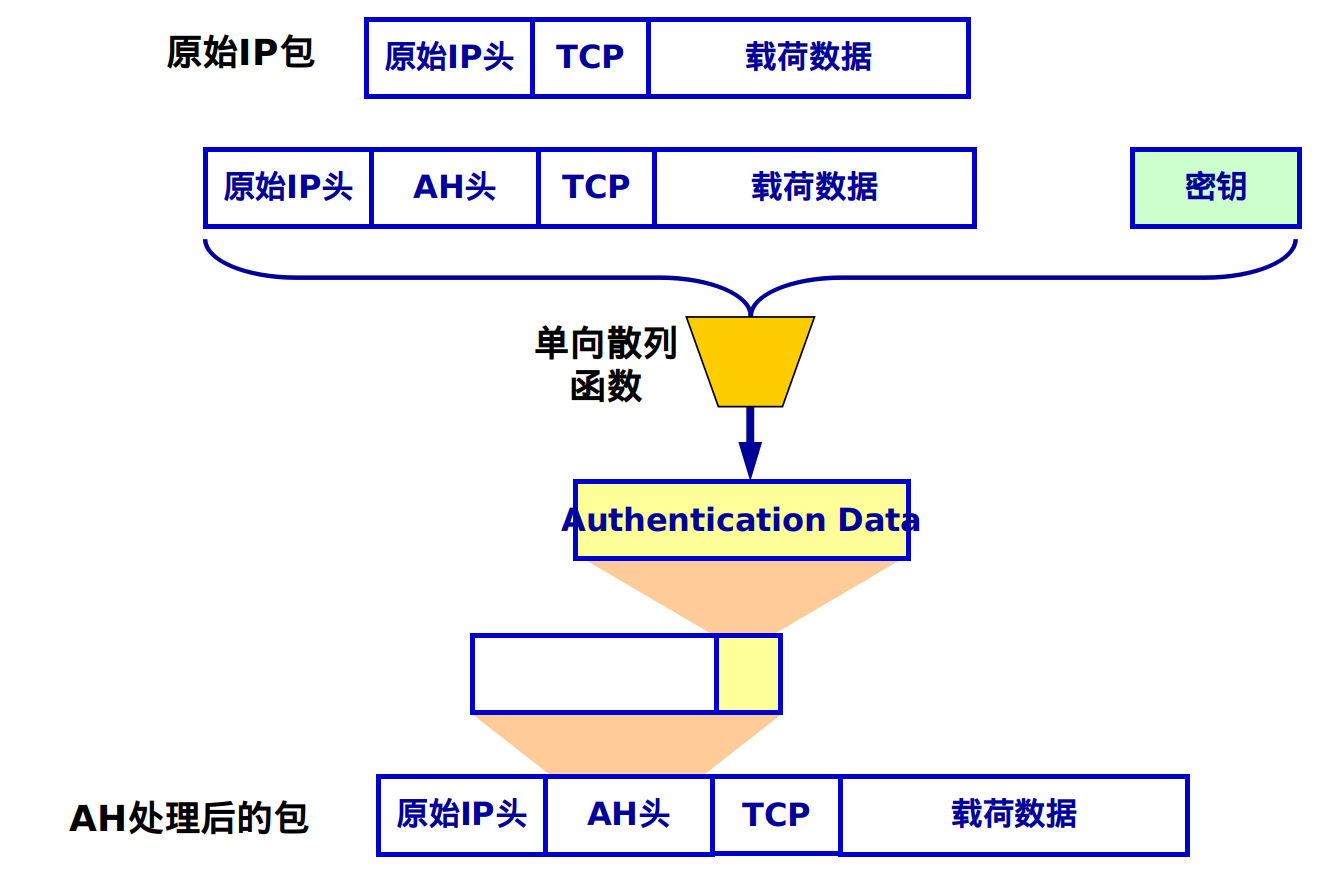 原始IP包
原始IP头 TCP 载荷数据
原始IP头 AH头 TCP 载荷数据 密钥
单向散列
函数
Authentication Data
AH处理后的包
原始IP头 AH头 TCP 载荷数据